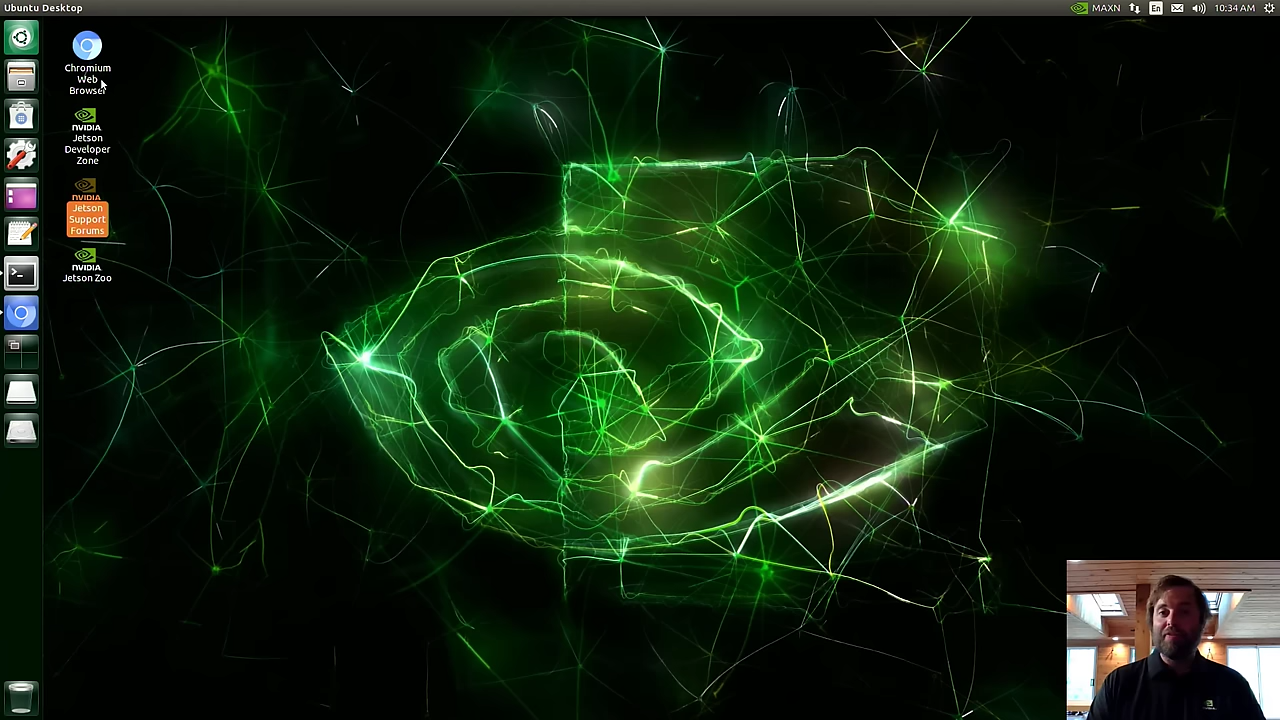 Ubuntu Desktop
MAXN
En
10:34 AM
Chromium
Web
Browser
NVIDIA
Jetson
Developer
Zone
NVIDIA
Jetson
Support
Forums
NVIDIA
Jetson Zoo